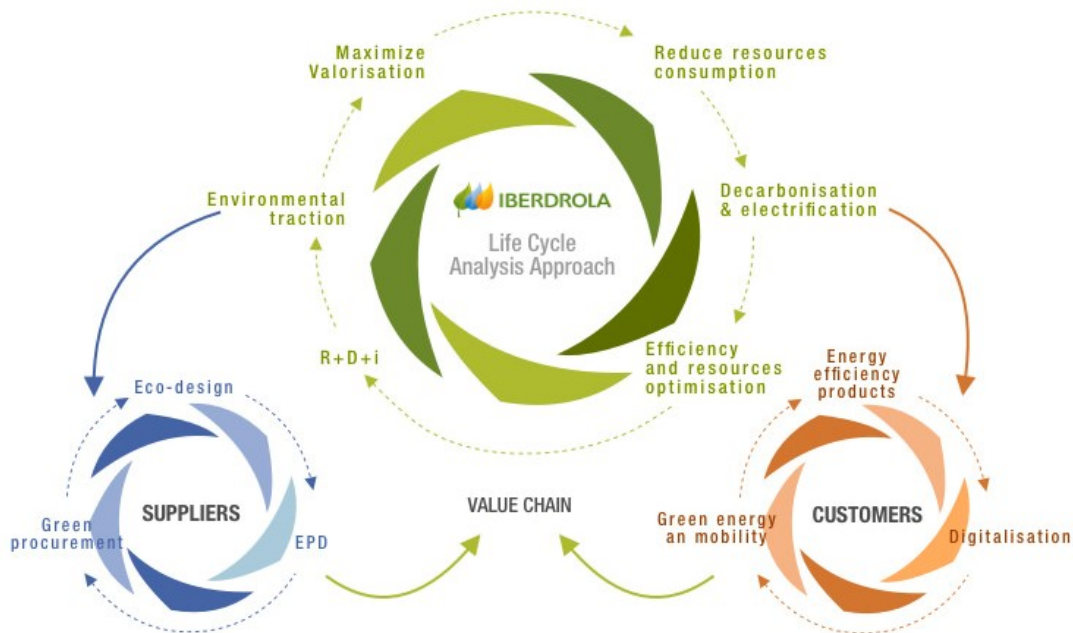 Maximize
Valorisation
Reduce resources
consumption
Environmental
traction
IBERDROLA
Life Cycle
Analysis Approach
Decarbonisation
& electrification
R+D+i
Efficiency
and resources
optimisation
Eco-design
SUPPLIERS
Green
procurement
EPD
VALUE CHAIN
Energy
efficiency
products
CUSTOMERS
Green energy
an mobility
Digitalisation